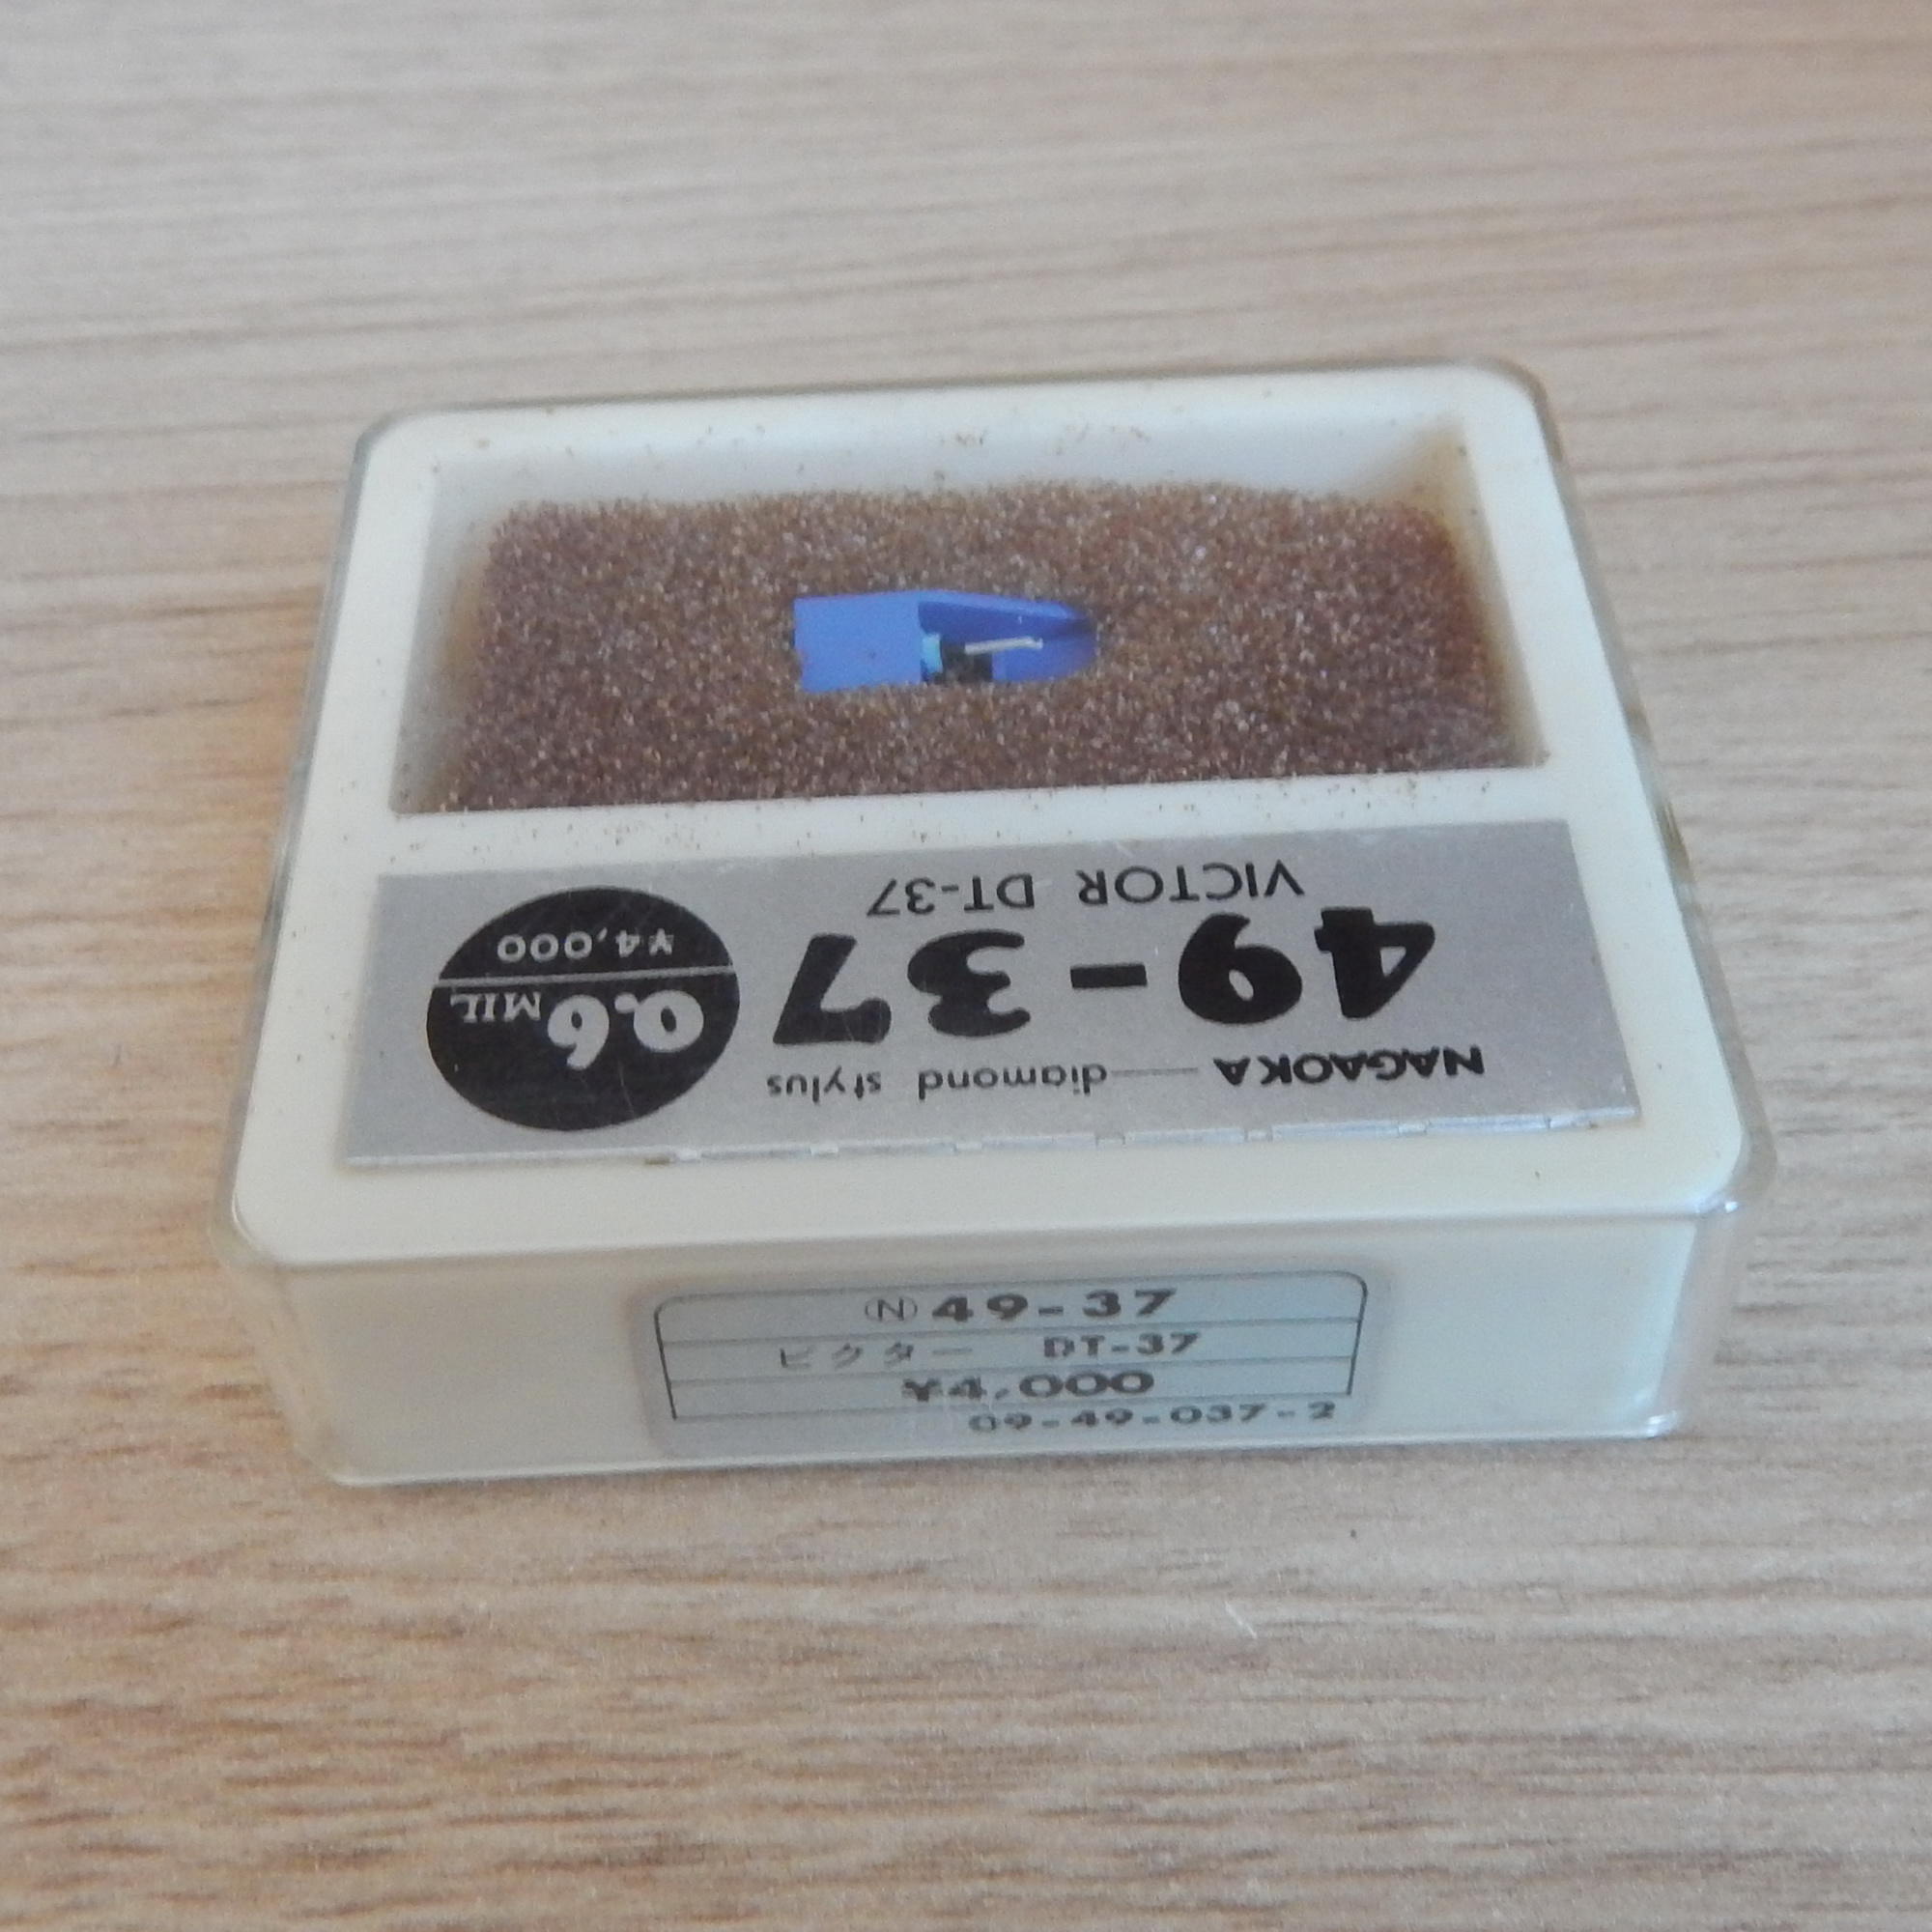 NAGAOKA — diamond stylus
49-37
VICTOR DT-37
0.6 MIL
¥4,000
Ⓝ 49-37
ビクター DT-37
¥4,000
09-49-037-2